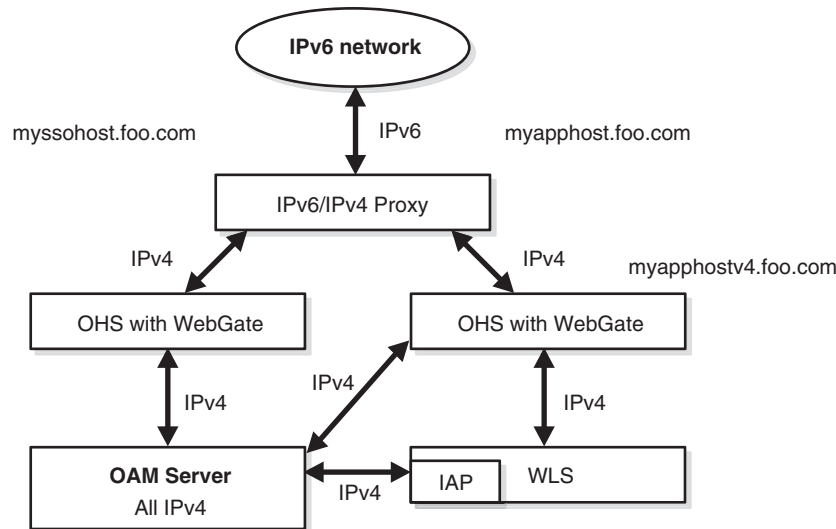 IPv6 network
myssohost.foo.com
IPv6
myapphost.foo.com
IPv6/IPv4 Proxy
IPv4
IPv4
myapphostv4.foo.com
OHS with WebGate
OHS with WebGate
IPv4
IPv4
IPv4
OAM Server
All IPv4
IPv4
IAP
WLS